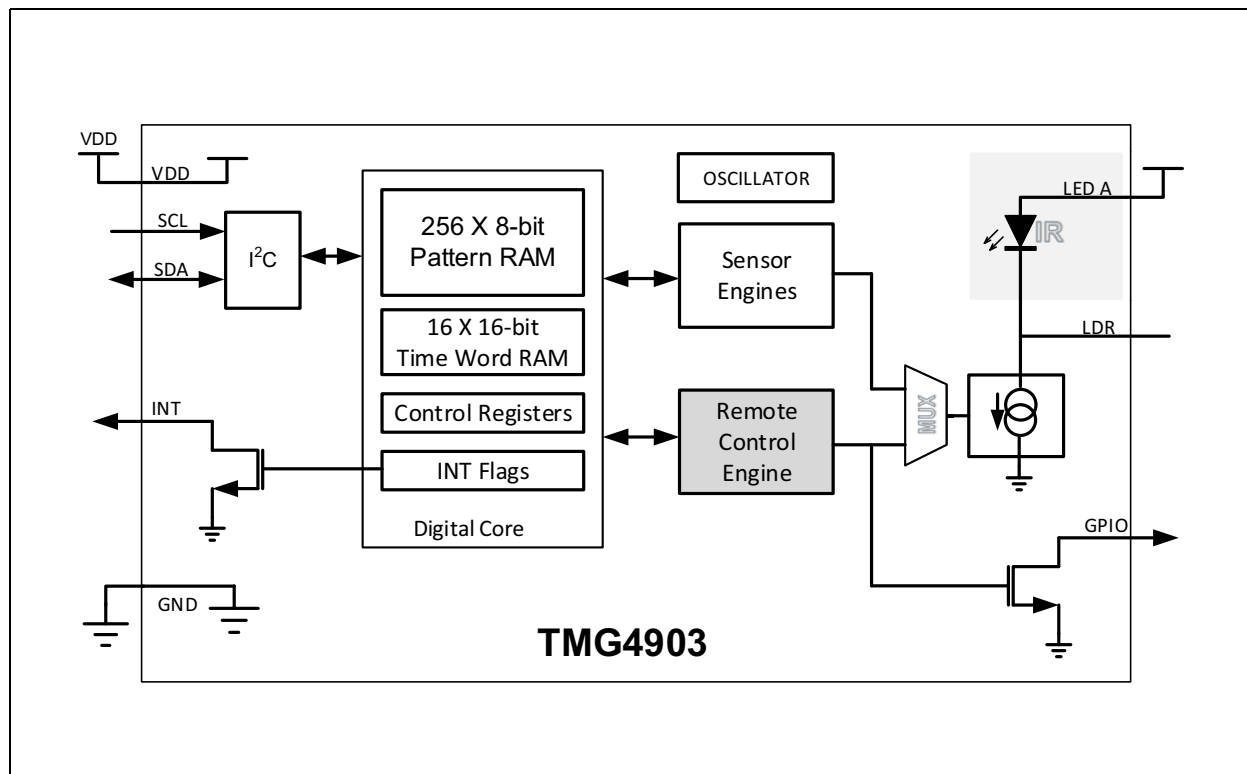 VDD
VDD
SCL
SDA
I²C
256 X 8-bit
Pattern RAM
16 X 16-bit
Time Word RAM
Control Registers
INT Flags
Digital Core
INT
GND
OSCILLATOR
Sensor
Engines
Remote
Control
Engine
MUX
LED A
IR
LDR
GPIO
TMG4903